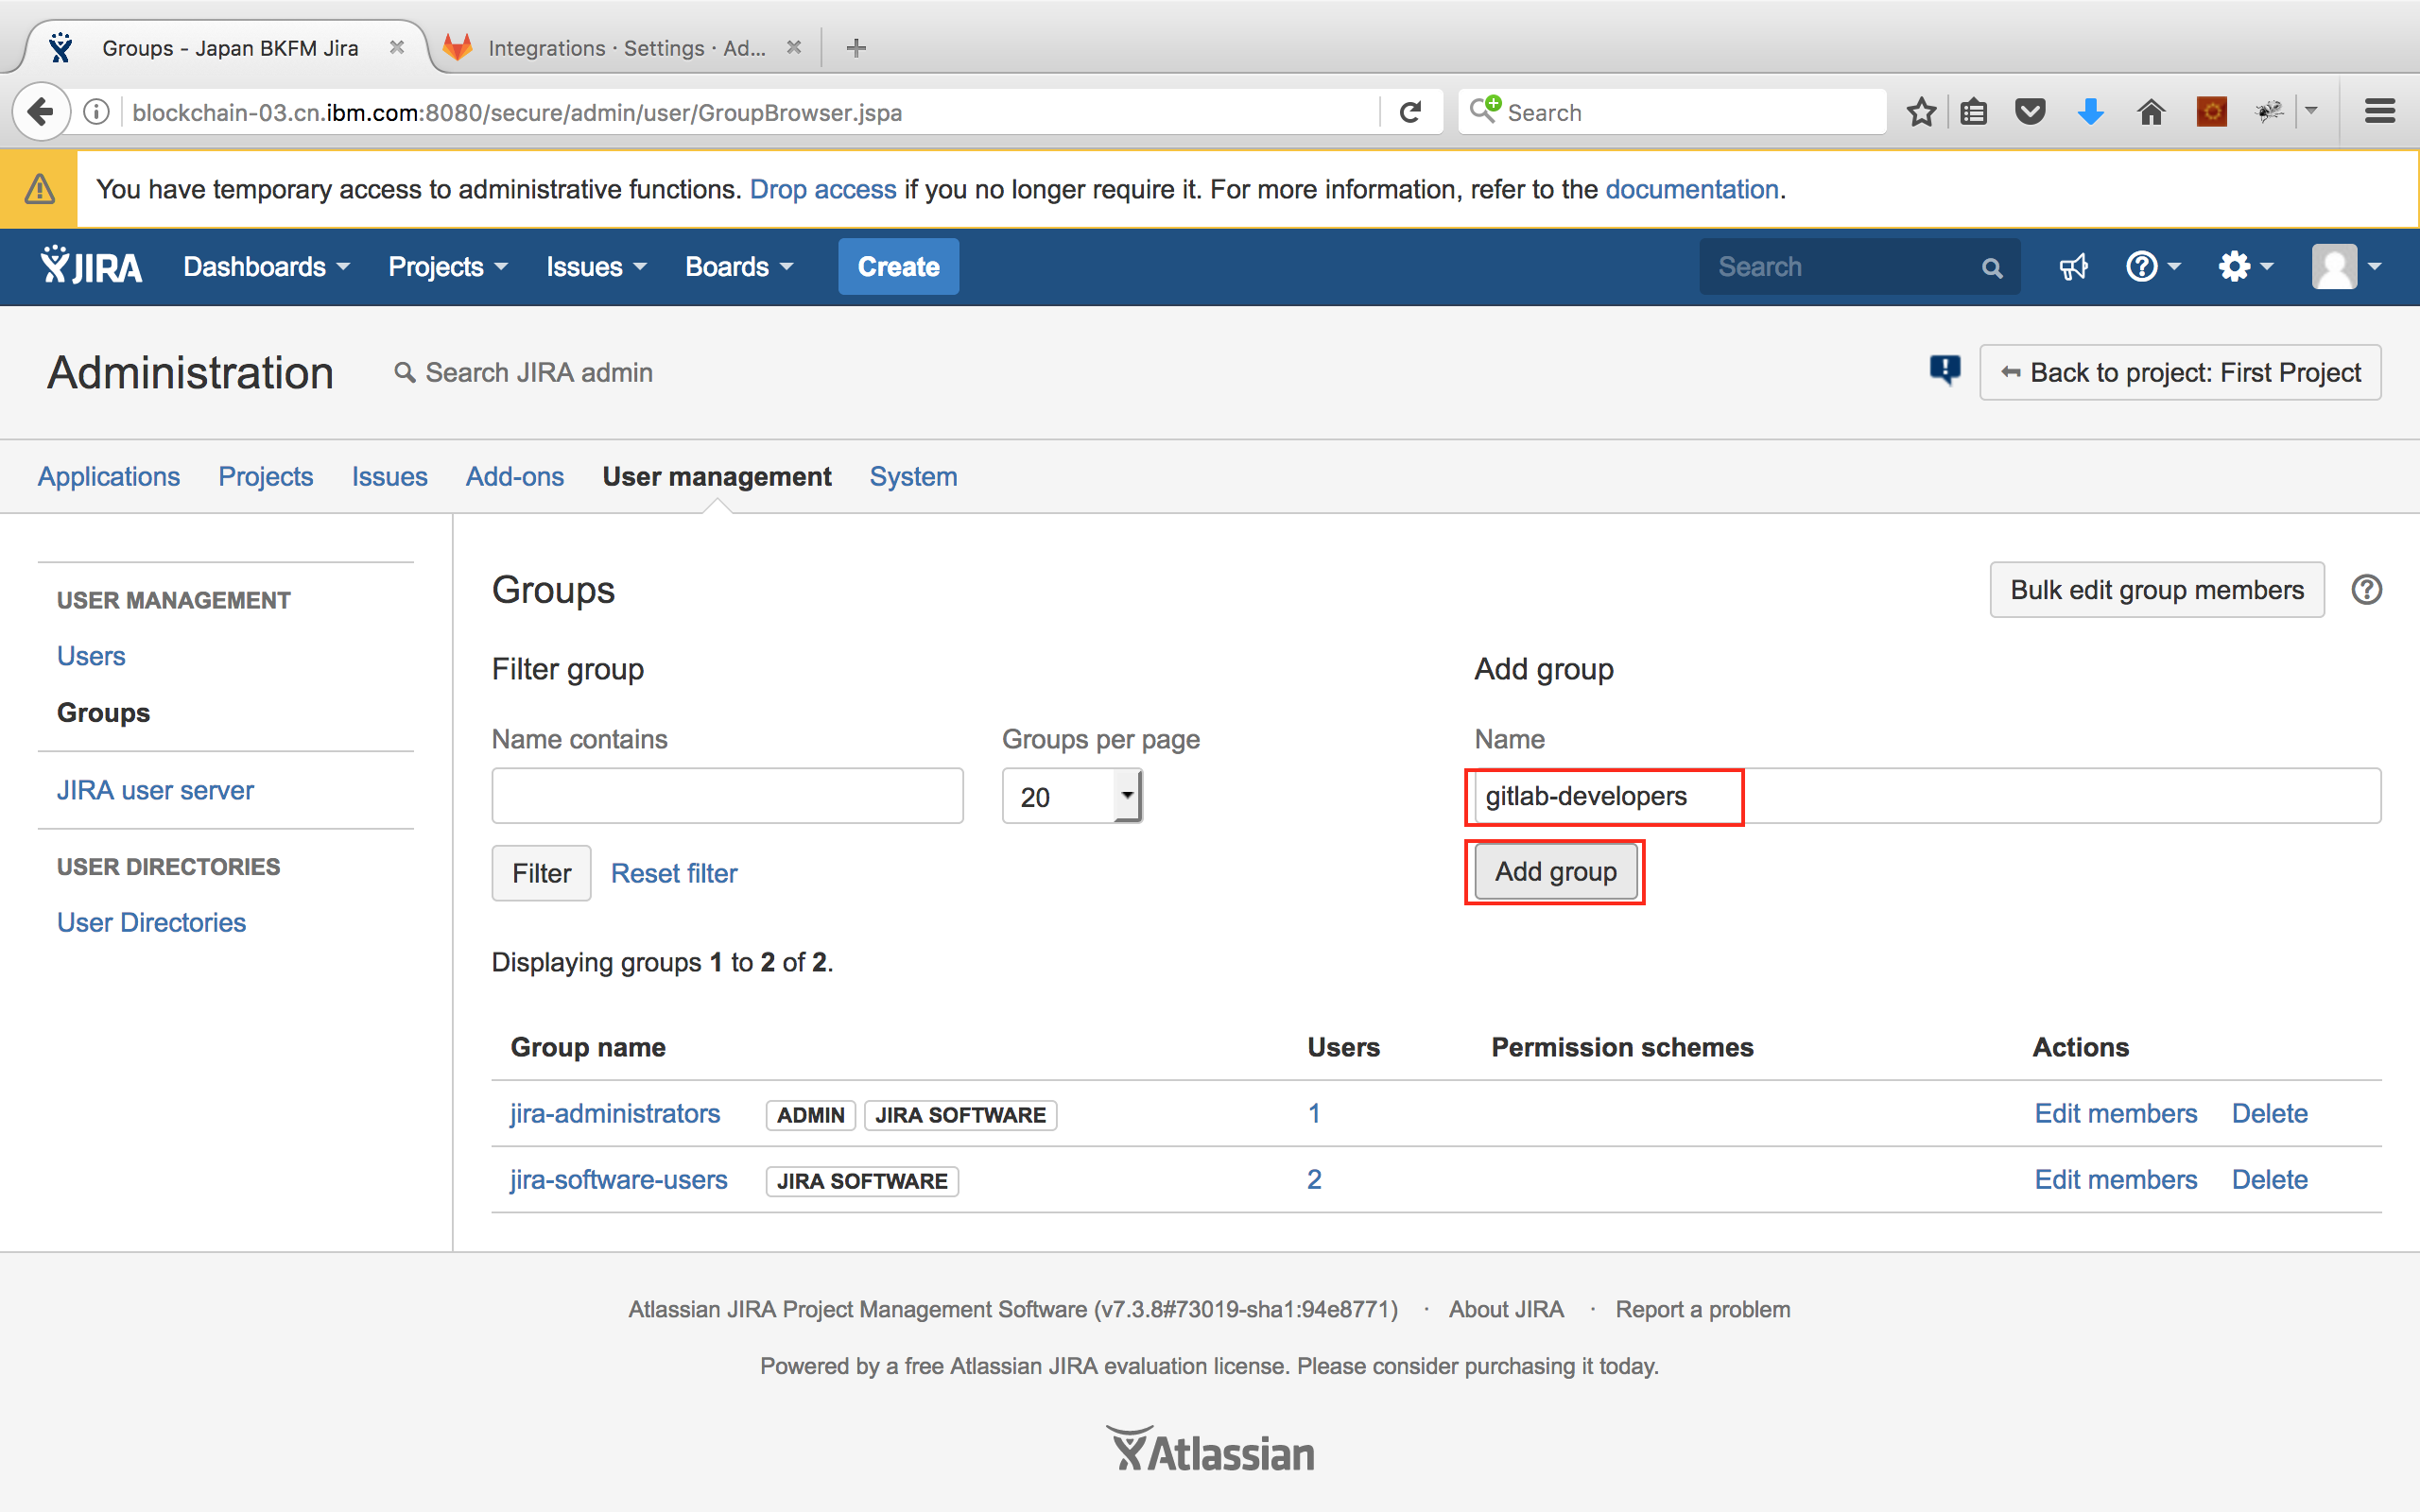 Groups - Japan BKFM Jira
Integrations · Settings · Ad...
blockchain-03.cn.ibm.com:8080/secure/admin/user/GroupBrowser.jspa
Search
You have temporary access to administrative functions. Drop access if you no longer require it. For more information, refer to the documentation.
JIRA Dashboards Projects Issues Boards Create Search
Administration Search JIRA admin Back to project: First Project
Applications Projects Issues Add-ons User management System
USER MANAGEMENT
Users
Groups
JIRA user server
USER DIRECTORIES
User Directories
Groups
Bulk edit group members
Filter group
Name contains Groups per page
20
Filter Reset filter
Add group
Name
gitlab-developers
Add group
Displaying groups 1 to 2 of 2.
Group name Users Permission schemes Actions
jira-administrators ADMIN JIRA SOFTWARE 1 Edit members Delete
jira-software-users JIRA SOFTWARE 2 Edit members Delete
Atlassian JIRA Project Management Software (v7.3.8#73019-sha1:94e8771) · About JIRA · Report a problem
Powered by a free Atlassian JIRA evaluation license. Please consider purchasing it today.
Atlassian